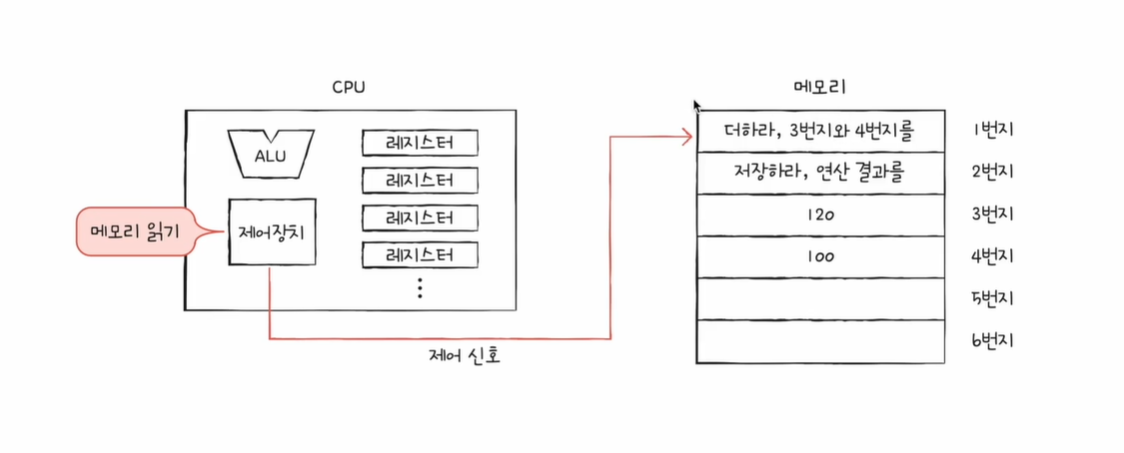 CPU
ALU
제어장치
메모리 읽기
레지스터
레지스터
레지스터
레지스터
제어 신호
메모리
더하라, 3번지와 4번지를 1번지
저장하라, 연산 결과를 2번지
120 3번지
100 4번지
5번지
6번지